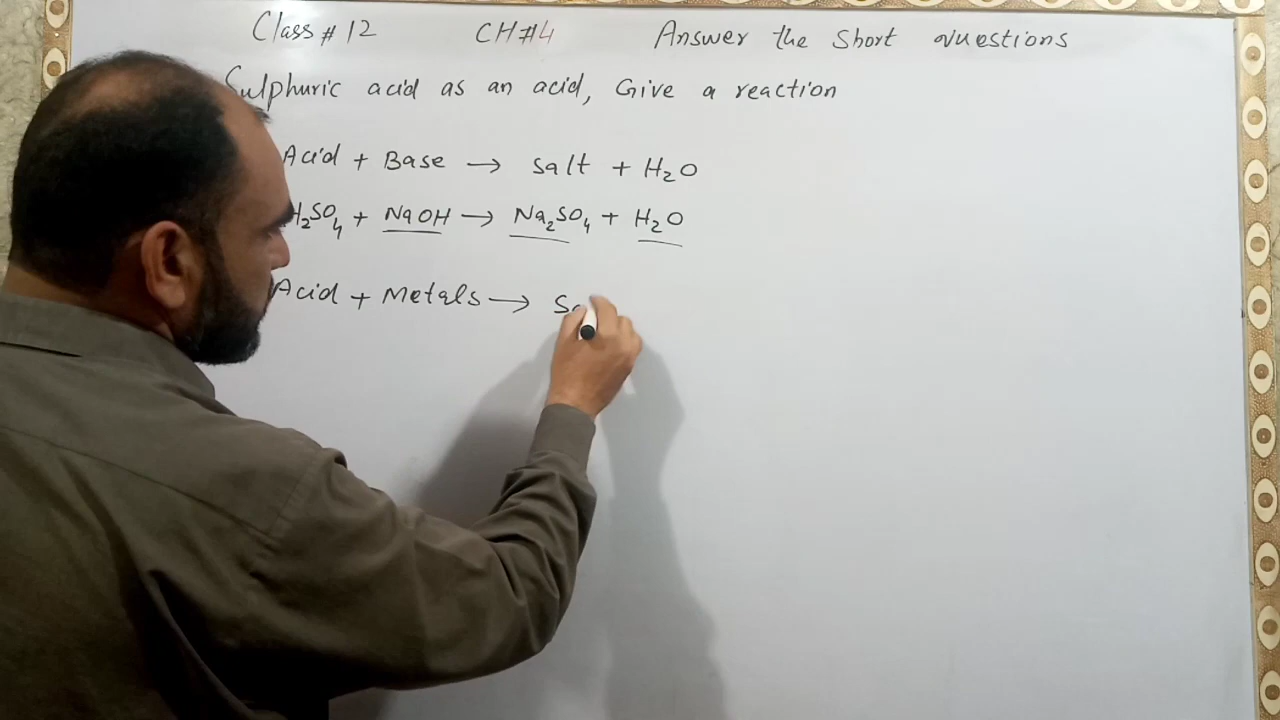 Class # 12 CH#4 Answer the Short questions
Sulphuric acid as an acid, Give a reaction
Acid + Base → Salt + H₂O
H₂SO₄ + NaOH → Na₂SO₄ + H₂O
Acid + Metals →